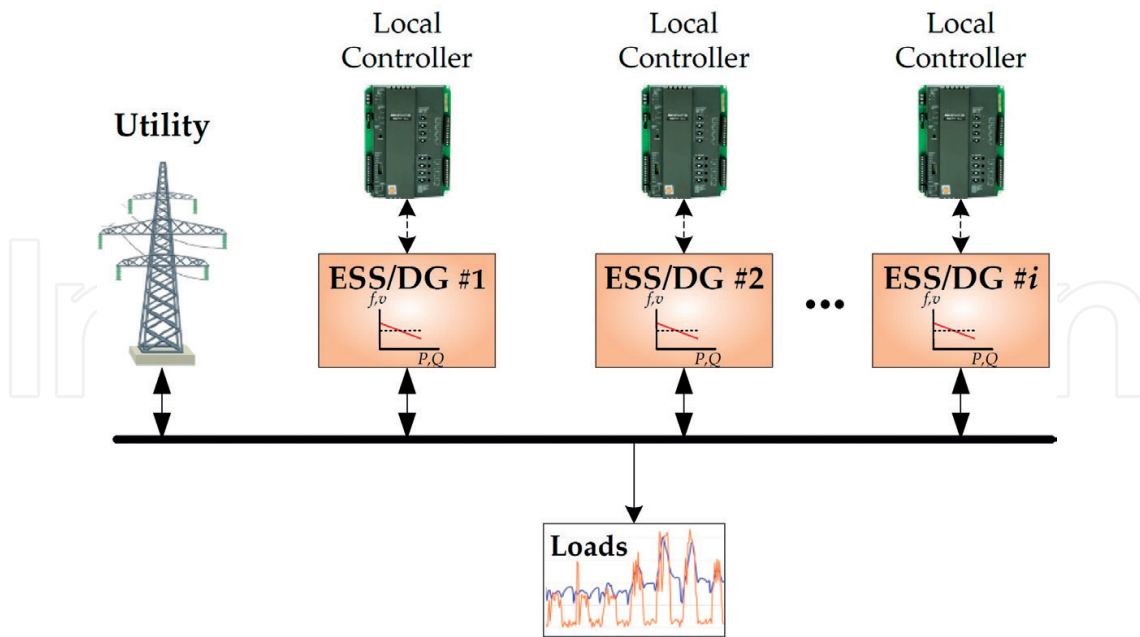 Local
Controller
Local
Controller
Local
Controller
Utility
ESS/DG #1
f,v
P,Q
ESS/DG #2
f,v
P,Q
•••
ESS/DG #i
f,v
P,Q
Loads